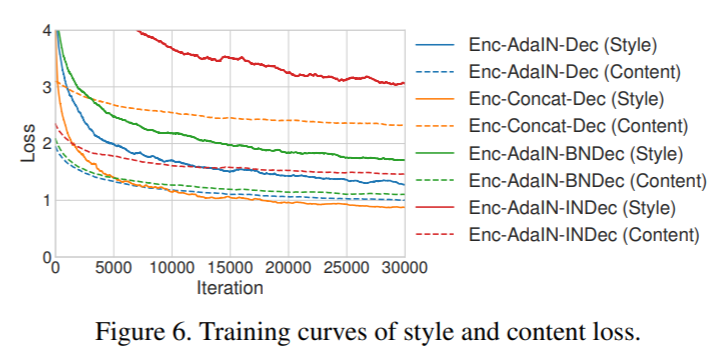 4
3
2
1
0
Loss
0 5000 10000 15000 20000 25000 30000
Iteration
Enc-AdaIN-Dec (Style)
Enc-AdaIN-Dec (Content)
Enc-Concat-Dec (Style)
Enc-Concat-Dec (Content)
Enc-AdaIN-BNDec (Style)
Enc-AdaIN-BNDec (Content)
Enc-AdaIN-INDec (Style)
Enc-AdaIN-INDec (Content)
Figure 6. Training curves of style and content loss.